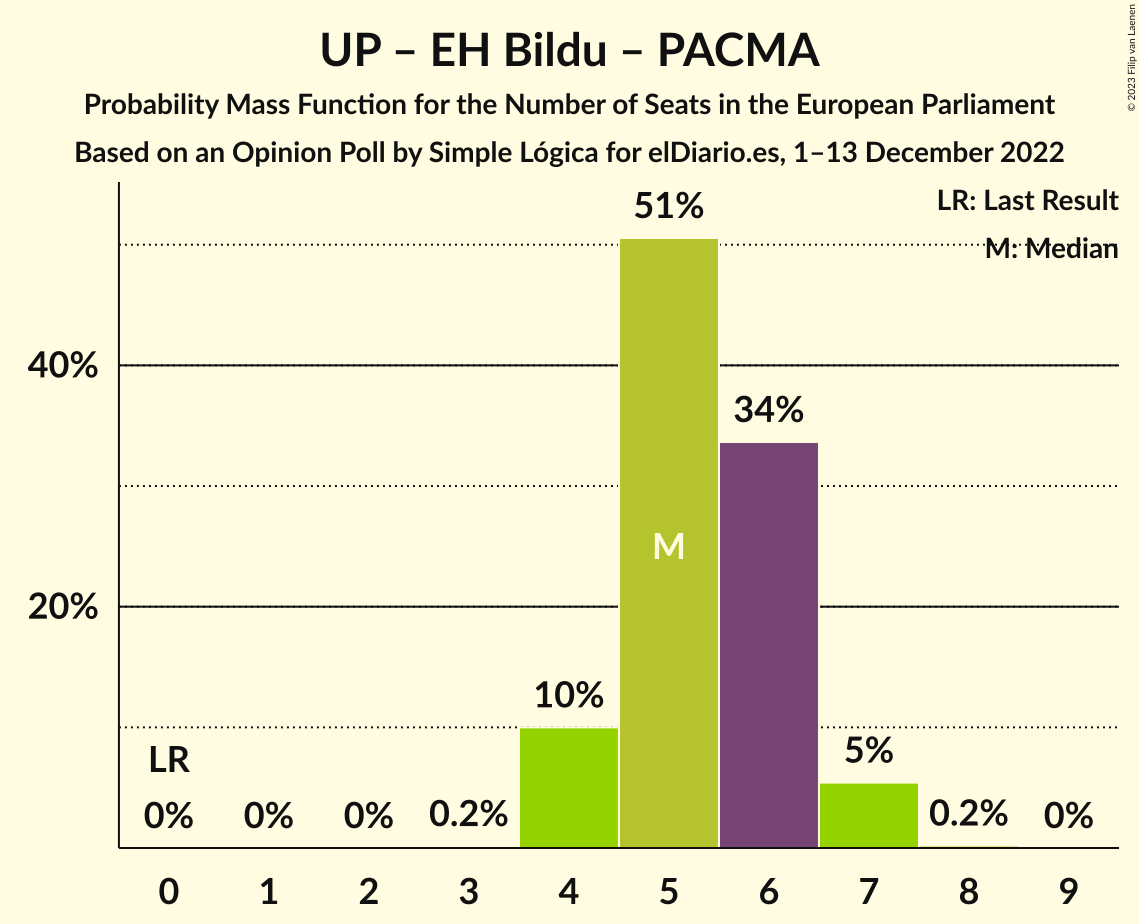 UP – EH Bildu – PACMA
Probability Mass Function for the Number of Seats in the European Parliament
Based on an Opinion Poll by Simple Lógica for elDiario.es, 1–13 December 2022
© 2023 Filip van Laenen
LR: Last Result
M: Median
51%
40%
34%
M
20%
10%
5%
LR
0% 0% 0% 0.2% 0.2% 0%
0 1 2 3 4 5 6 7 8 9